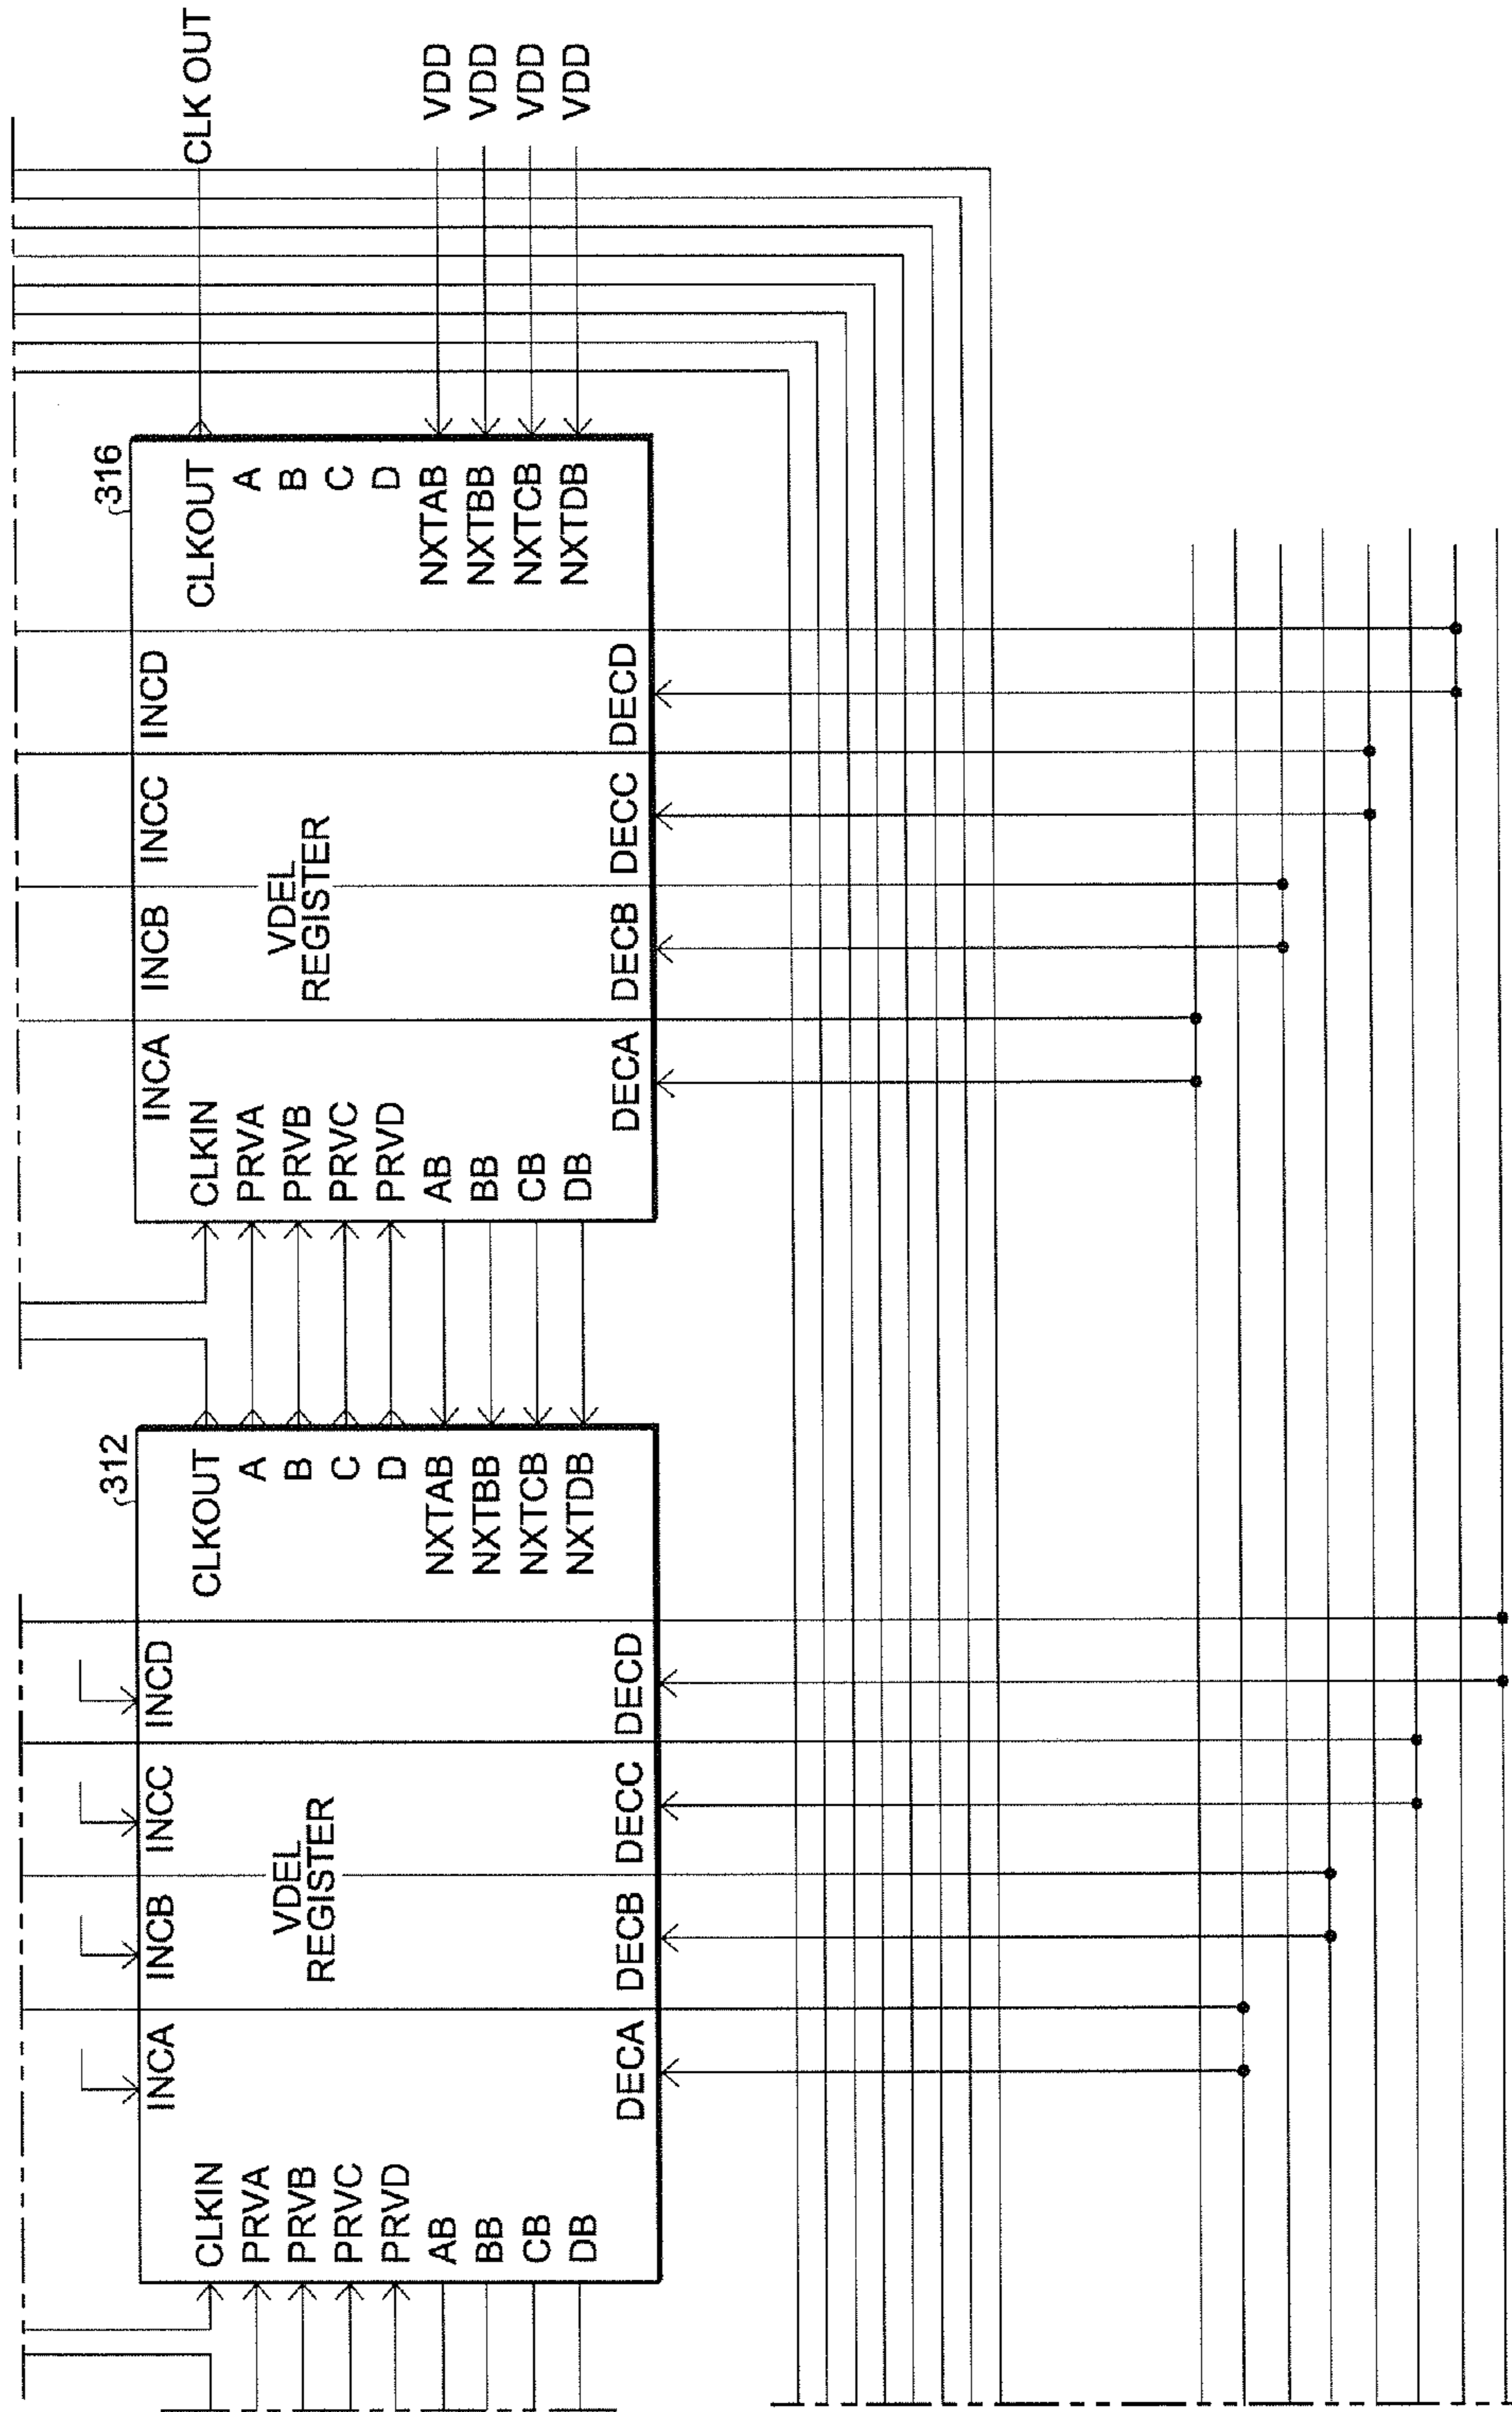 312
INCA
INCB
INCC
INCD
CLKIN
PRVA
PRVB
PRVC
PRVD
AB
BB
CB
DB
VDEL
REGISTER
CLKOUT
A
B
C
D
NXTAB
NXTBB
NXTCB
NXTDB
DECA
DECB
DECC
DECD
316
INCA
INCB
INCC
INCD
CLKIN
PRVA
PRVB
PRVC
PRVD
AB
BB
CB
DB
VDEL
REGISTER
CLKOUT
A
B
C
D
NXTAB
NXTBB
NXTCB
NXTDB
DECA
DECB
DECC
DECD
CLK OUT
VDD
VDD
VDD
VDD